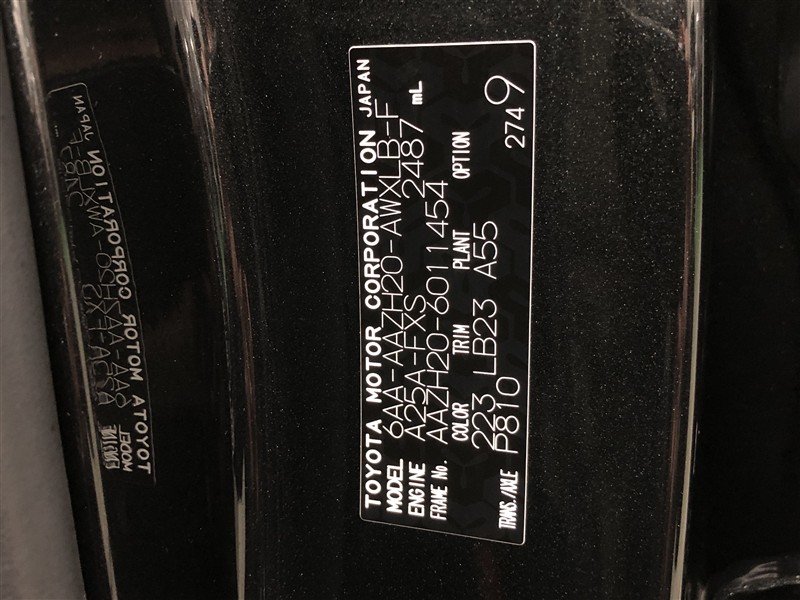 TOYOTA MOTOR CORPORATION JAPAN
MODEL 6AA-AAZH20-AWXLB-F
ENGINE A25A-FXS 2487 mL
FRAME No. AAZH20-6011454
COLOR TRIM PLANT OPTION
223 LB23 A55
TRANS./AXLE P810 2749